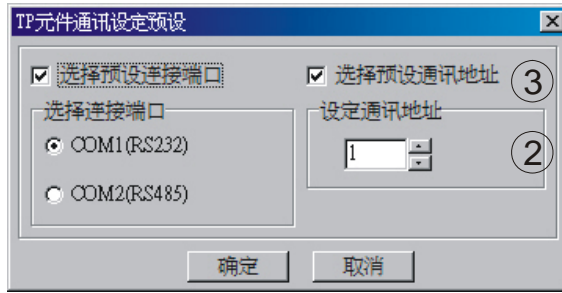 TP元件通讯设定预设
选择预设连接端口
选择预设通讯地址
③
选择连接端口
COM1(RS232)
COM2(RS485)
设定通讯地址
1
②
确定
取消